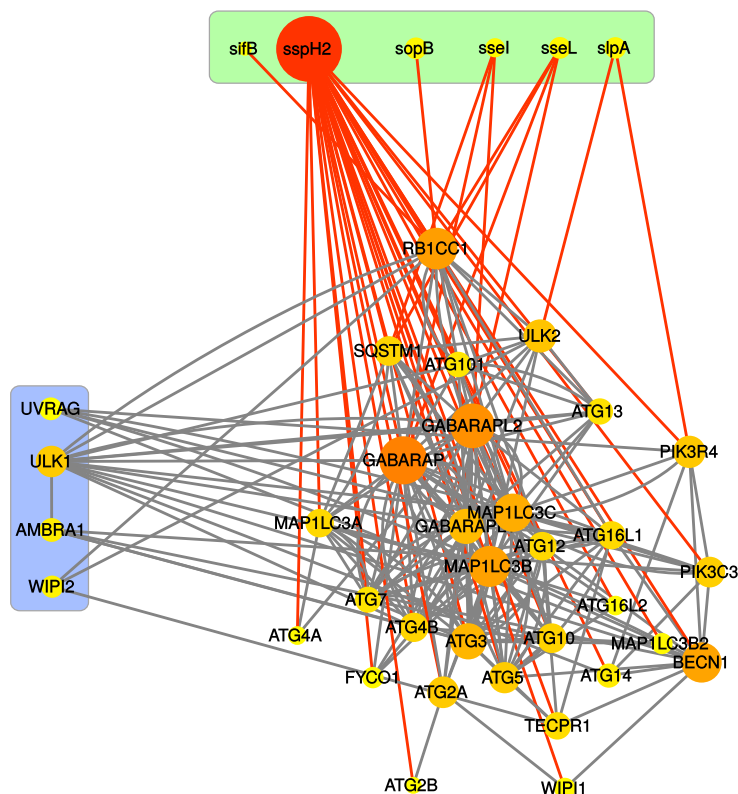 sifB
sspH2
sopB
sseI
sseL
slpA
RB1CC1
ULK2
SQSTM1
ATG101
UVRAG
ATG13
GABARAPL2
PIK3R4
ULK1
GABARAP
MAP1LC3C
MAP1LC3A
GABARAPL
AMBRA1
ATG16L1
ATG12
MAP1LC3B
PIK3C3
WIPI2
ATG7
ATG16L2
ATG4B
ATG4A
ATG3
ATG10
MAP1LC3B2
BECN1
FYCO1
ATG5
ATG14
ATG2A
TECPR1
ATG2B
WIPI1